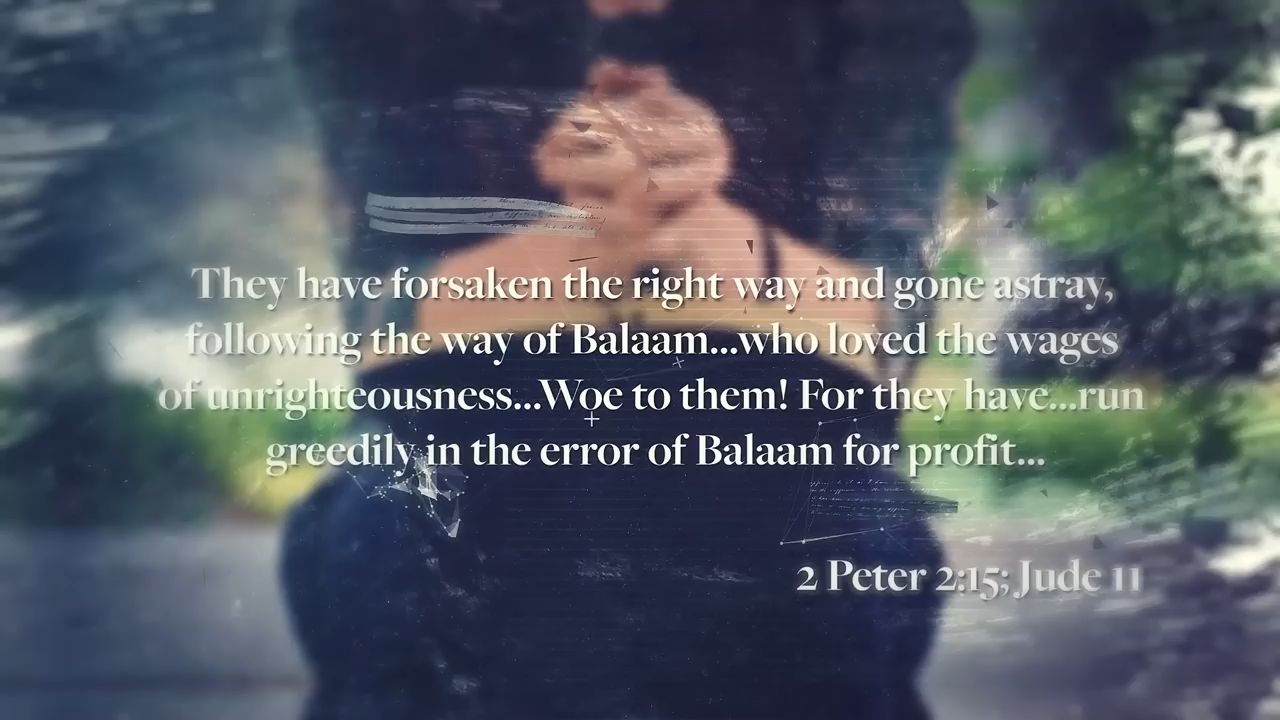 They have forsaken the right way and gone astray,
following the way of Balaam...who loved the wages
of unrighteousness...Woe to them! For they have...run
greedily in the error of Balaam for profit...
2 Peter 2:15; Jude 11